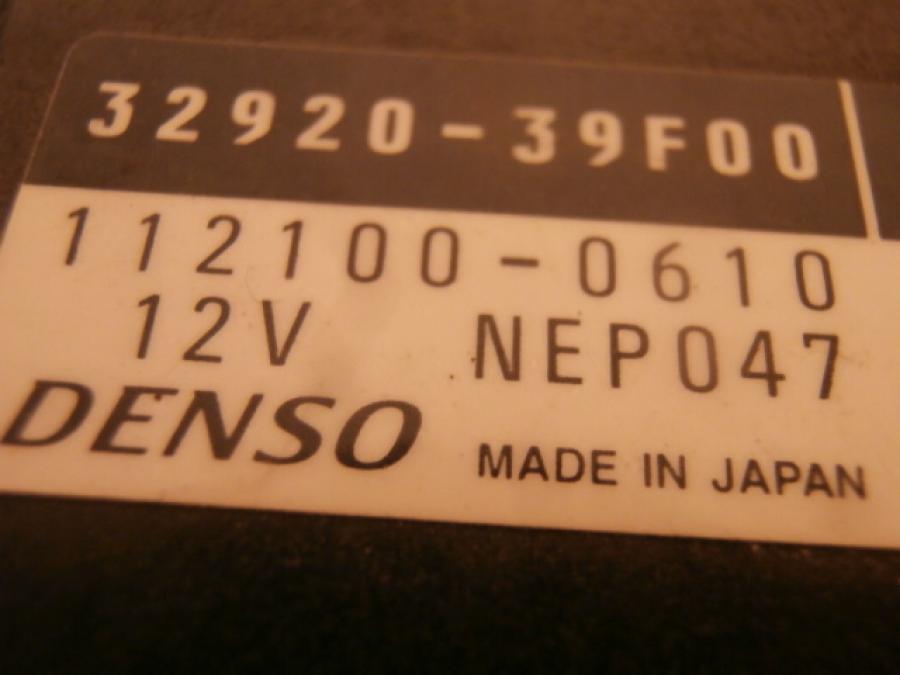 32920-39F00
112100-0610
12V NEP047
DENSO MADE IN JAPAN